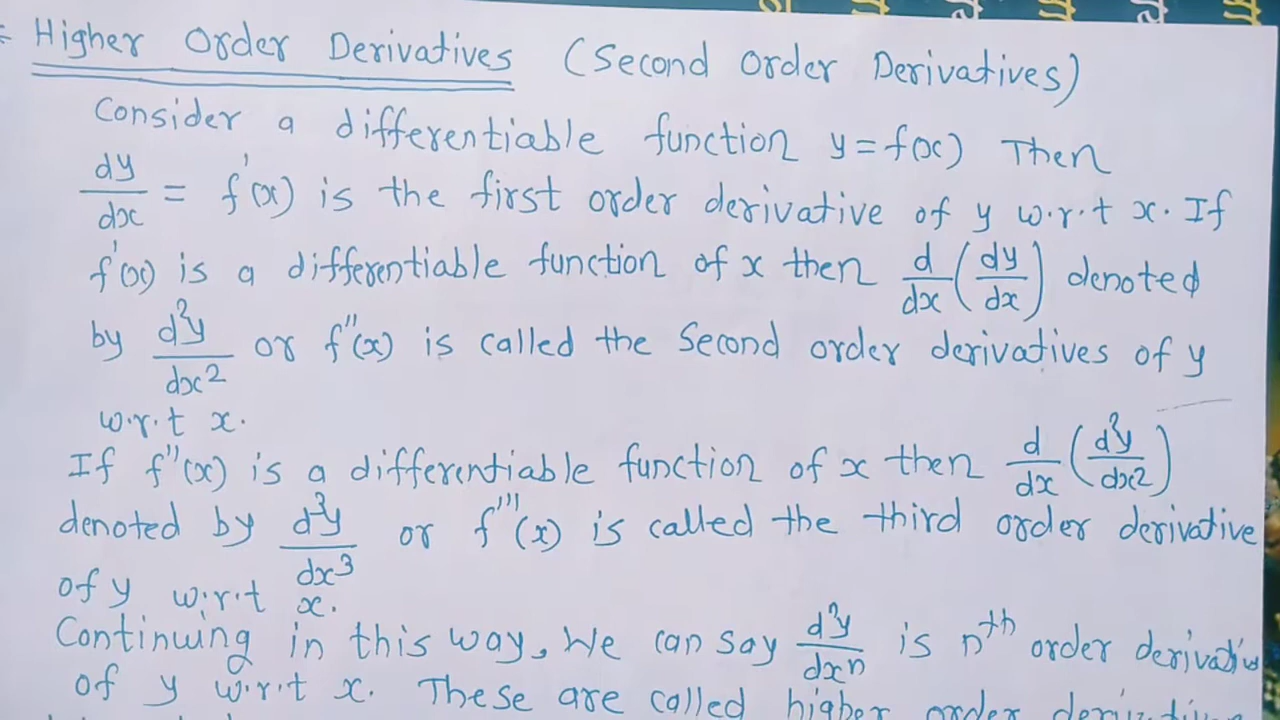 Higher Order Derivatives (Second Order Derivatives)
Consider a differentiable function y = f(x) Then
dy/dx = f'(x) is the first order derivative of y w.r.t x. If
f'(x) is a differentiable function of x then d/dx (dy/dx) denoted
by d²y/dx² or f''(x) is called the Second order derivatives of y
w.r.t x.
If f''(x) is a differentiable function of x then d/dx (d²y/dx²)
denoted by d³y/dx³ or f'''(x) is called the third order derivative
of y w.r.t x.
Continuing in this way, We can say dⁿy/dxⁿ is nth order derivative
of y w.r.t x. These are called higher order